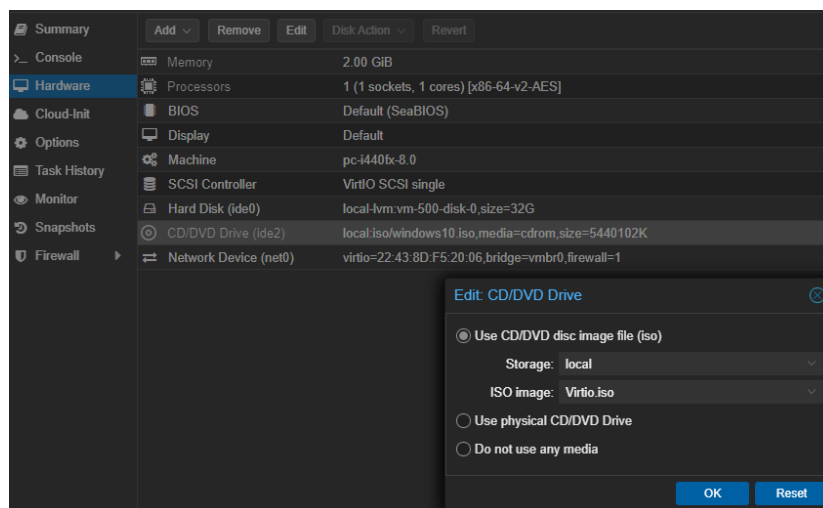 Summary
Console
Hardware
Cloud-Init
Options
Task History
Monitor
Snapshots
Firewall
Add Remove Edit Disk Action Revert
Memory 2.00 GiB
Processors 1 (1 sockets, 1 cores) [x86-64-v2-AES]
BIOS Default (SeaBIOS)
Display Default
Machine pc-i440fx-8.0
SCSI Controller VirtIO SCSI single
Hard Disk (ide0) local-lvm:vm-500-disk-0,size=32G
CD/DVD Drive (ide2) local:iso/windows10.iso,media=cdrom,size=5440102K
Network Device (net0) virtio=22:43:8D:F5:20:06,bridge=vmbr0,firewall=1
Edit: CD/DVD Drive
Use CD/DVD disc image file (iso)
Storage: local
ISO image: Virtio.iso
Use physical CD/DVD Drive
Do not use any media
OK Reset